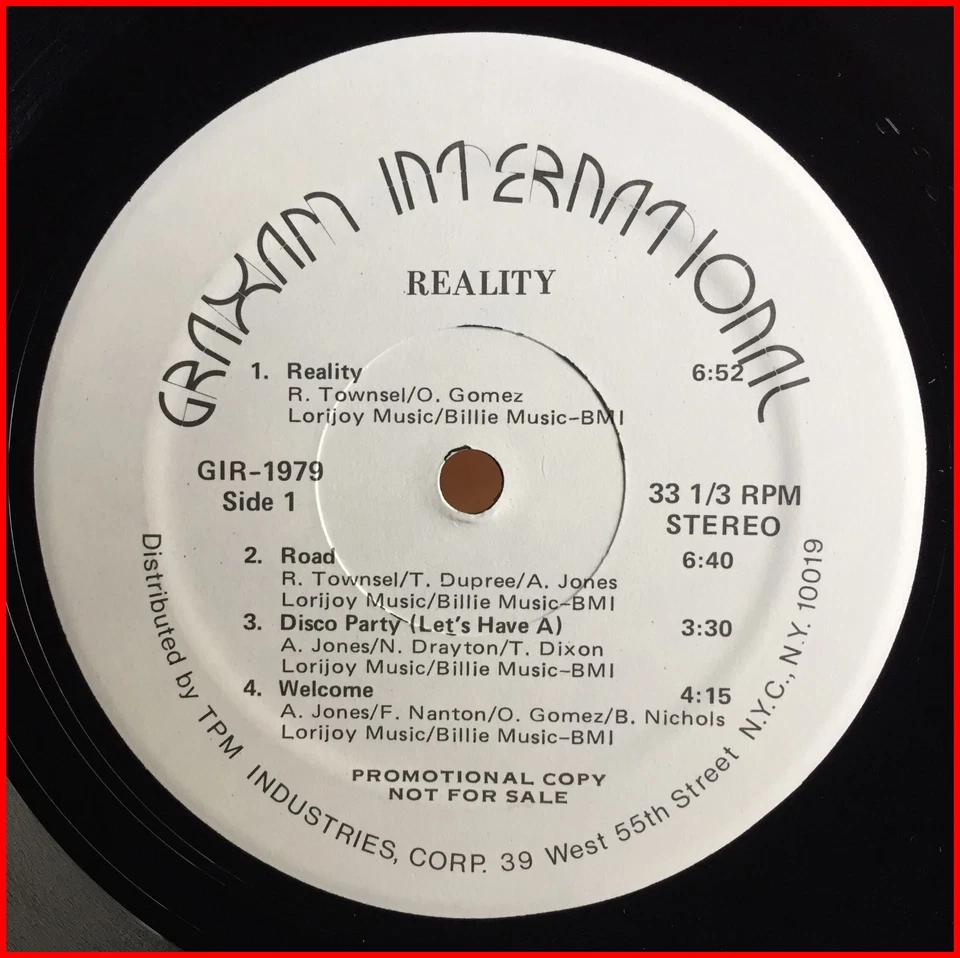 GRAXAM INTERNATIONAL
REALITY
1. Reality 6:52
R. Townsel/O. Gomez
Lorijoy Music/Billie Music-BMI
GIR-1979
Side 1
33 1/3 RPM
STEREO
2. Road 6:40
R. Townsel/T. Dupree/A. Jones
Lorijoy Music/Billie Music-BMI
3. Disco Party (Let's Have A) 3:30
A. Jones/N. Drayton/T. Dixon
Lorijoy Music/Billie Music-BMI
4. Welcome 4:15
A. Jones/F. Nanton/O. Gomez/B. Nichols
Lorijoy Music/Billie Music-BMI
PROMOTIONAL COPY
NOT FOR SALE
Distributed by TPM INDUSTRIES, CORP. 39 West 55th Street N.Y.C., N.Y. 10019